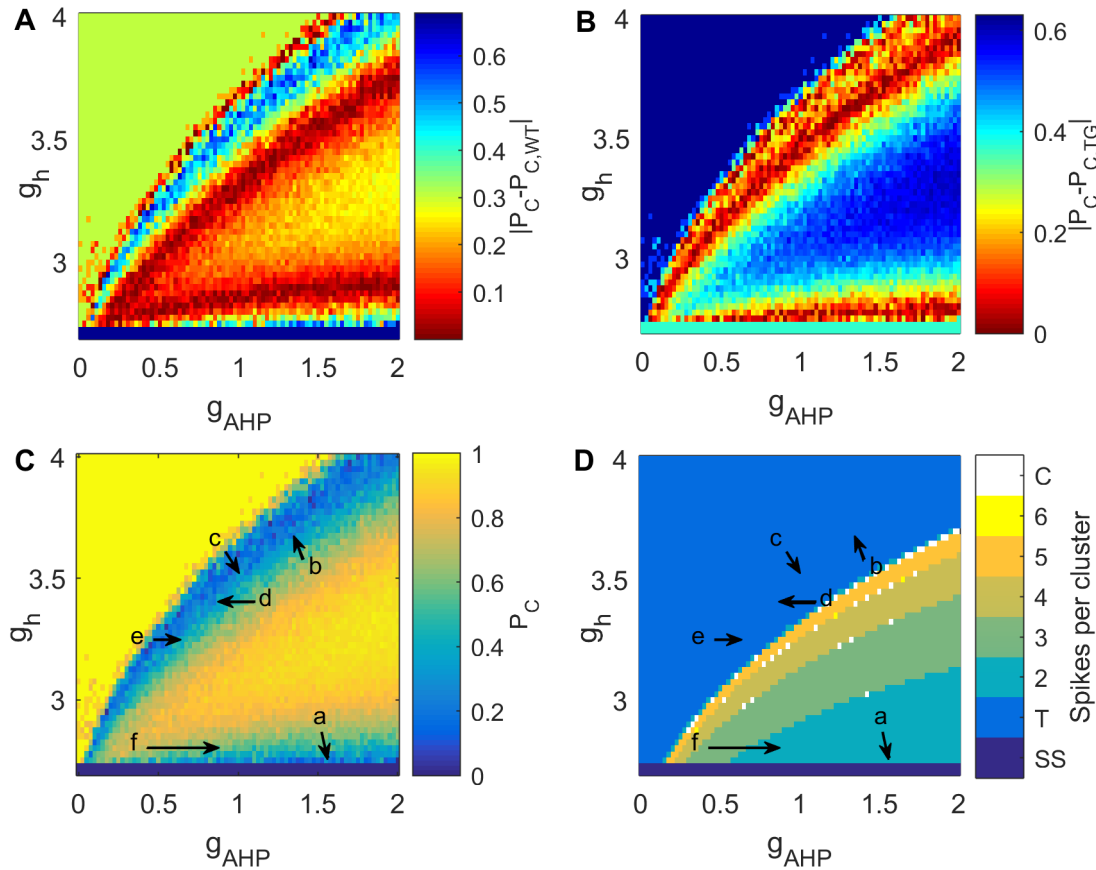 A
4
3.5
3
g_h
0
0.5
1
1.5
2
g_AHP
0.6
0.5
0.4
0.3
0.2
0.1
|P_C-P_C,WT|
B
4
3.5
3
g_h
0
0.5
1
1.5
2
g_AHP
0.6
0.4
0.2
0
|P_C-P_C,TG|
C
4
3.5
3
g_h
c
b
d
e
a
f
0
0.5
1
1.5
2
g_AHP
1
0.8
0.6
0.4
0.2
0
P_C
D
4
3.5
3
g_h
c
b
d
e
a
f
0
0.5
1
1.5
2
g_AHP
C
6
5
4
3
2
T
SS
Spikes per cluster